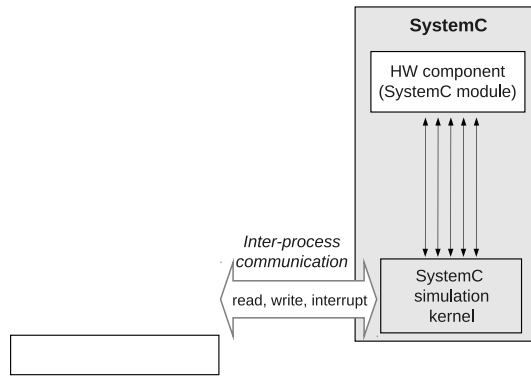 SystemC
HW component
(SystemC module)
Inter-process
communication
read, write, interrupt
SystemC
simulation
kernel